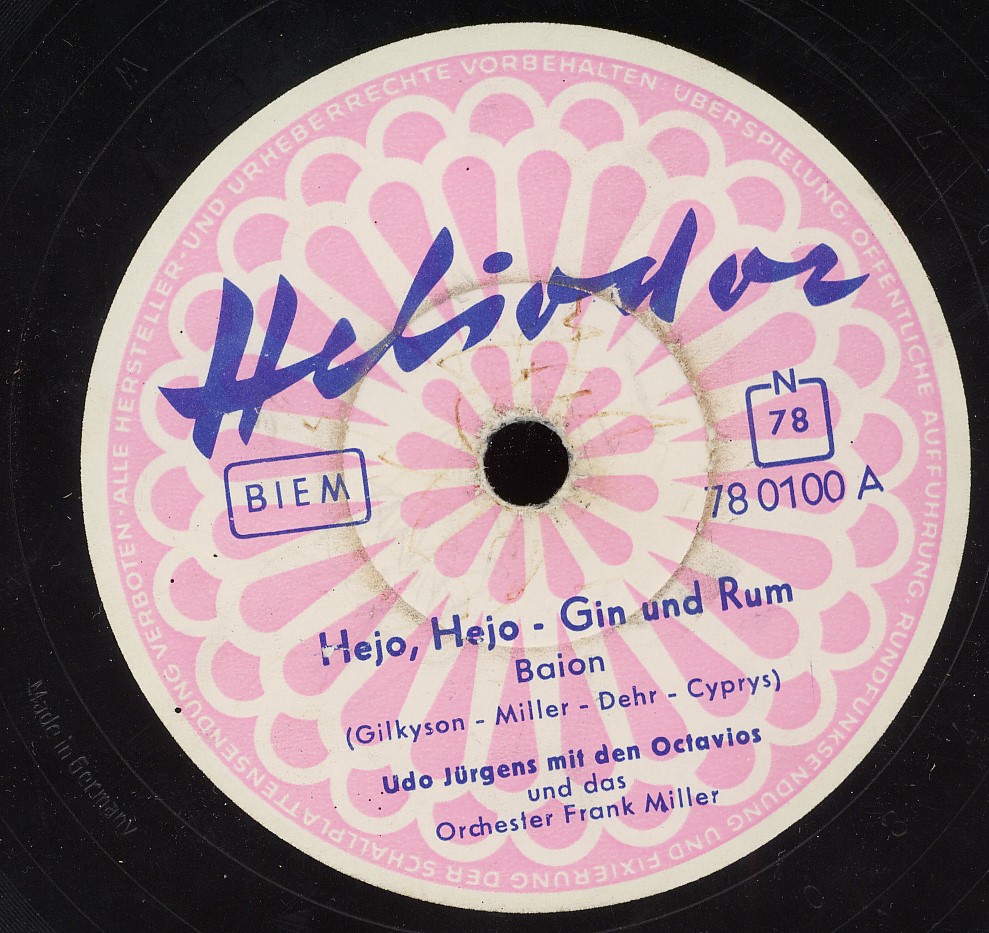 Heliodor
BIEM
N
78
78 0100 A
Hejo, Hejo - Gin und Rum
Baion
(Gilkyson - Miller - Dehr - Cyprys)
Udo Jürgens mit den Octavios
und das
Orchester Frank Miller
ALLE HERSTELLER- UND URHEBERRECHTE VORBEHALTEN · ÜBERSPIELUNG, ÖFFENTLICHE AUFFÜHRUNG, RUNDFUNKSENDUNG UND FIXIERUNG DER SCHALLPLATTENSENDUNG VERBOTEN -
Made in Germany